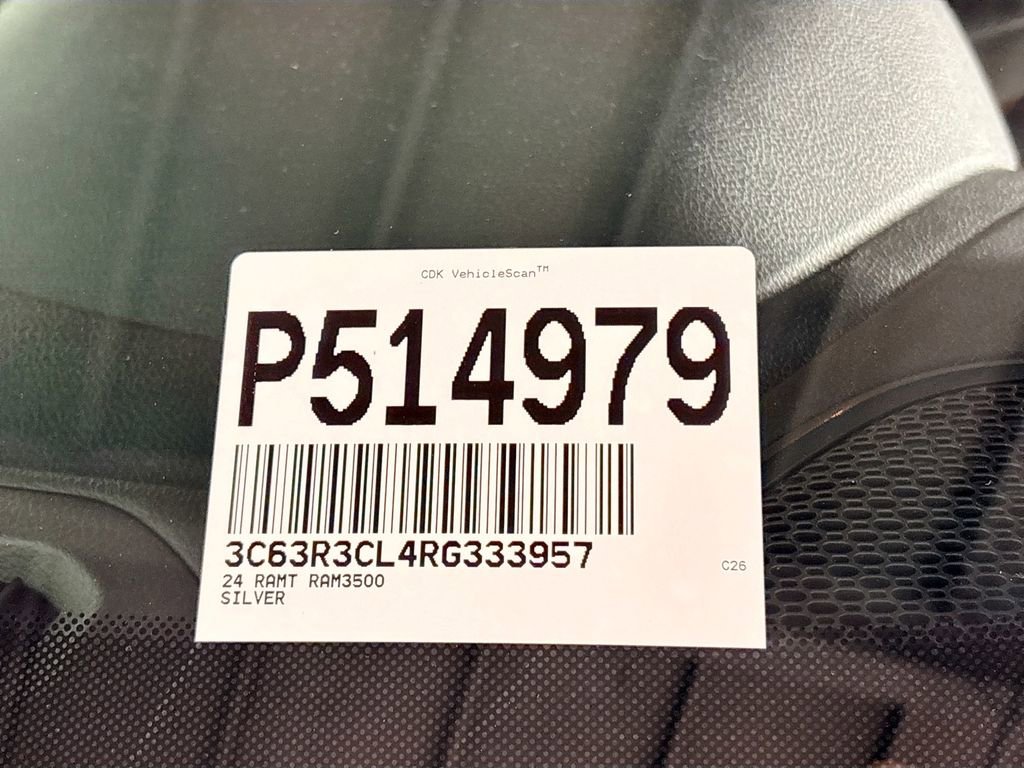 CDK VehicleScan™
P514979
3C63R3CL4RG333957
C26
24 RAMT RAM3500
SILVER